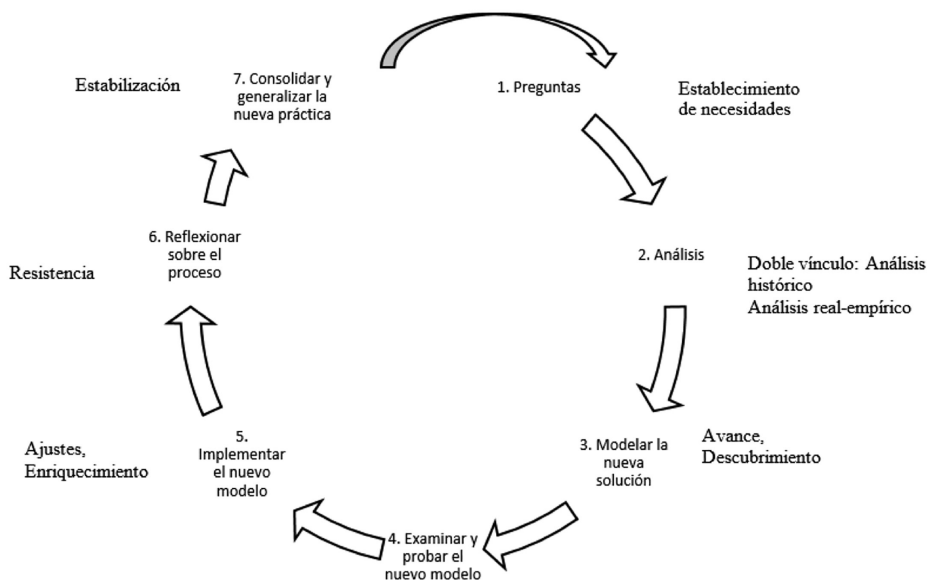 1. Preguntas
Establecimiento
de necesidades
2. Análisis
Doble vínculo: Análisis
histórico
Análisis real-empírico
3. Modelar la
nueva
solución
Avance,
Descubrimiento
4. Examinar y
probar el
nuevo modelo
5.
Implementar
el nuevo
modelo
Ajustes,
Enriquecimiento
6. Reflexionar
sobre el
proceso
Resistencia
7. Consolidar y
generalizar la
nueva práctica
Estabilización